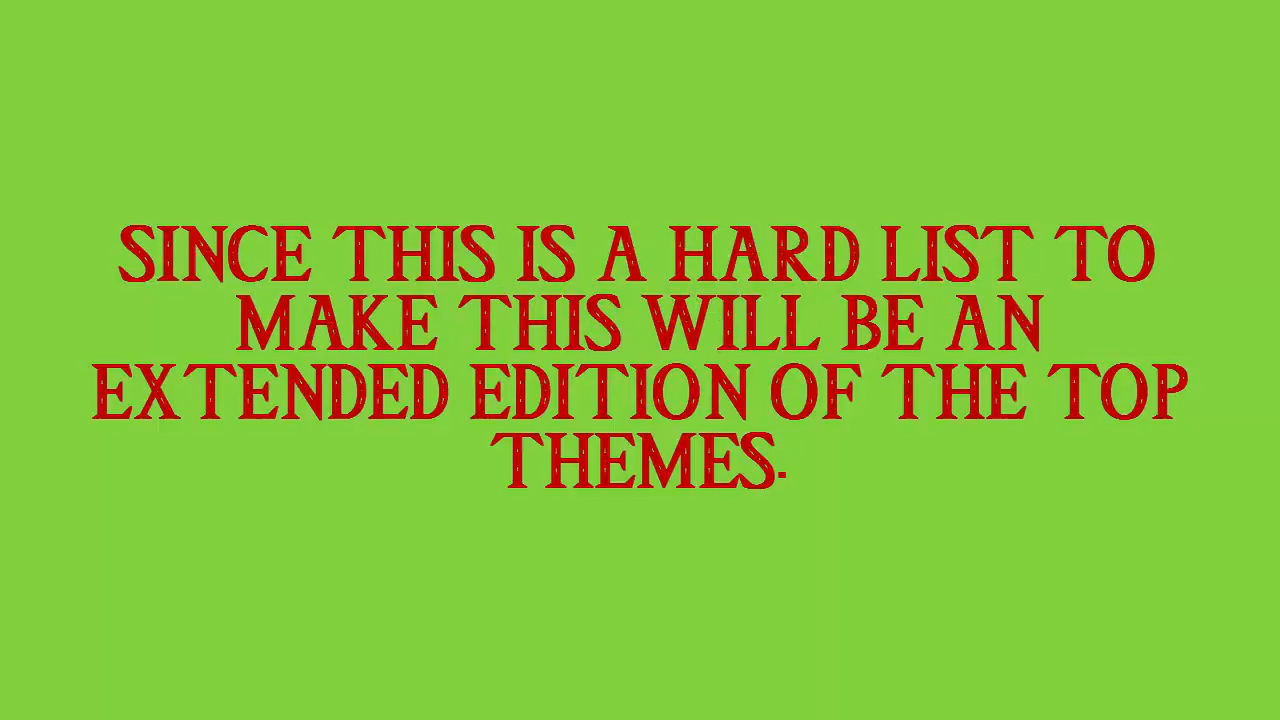 SINCE THIS IS A HARD LIST TO
MAKE THIS WILL BE AN
EXTENDED EDITION OF THE TOP
THEMES.